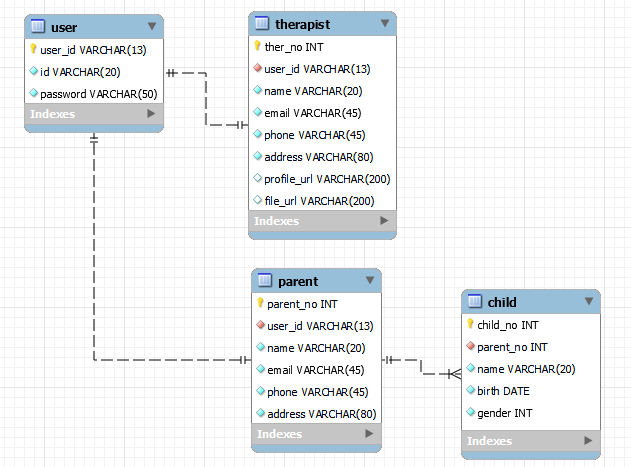 user
user_id VARCHAR(13)
id VARCHAR(20)
password VARCHAR(50)
Indexes
therapist
ther_no INT
user_id VARCHAR(13)
name VARCHAR(20)
email VARCHAR(45)
phone VARCHAR(45)
address VARCHAR(80)
profile_url VARCHAR(200)
file_url VARCHAR(200)
Indexes
parent
parent_no INT
user_id VARCHAR(13)
name VARCHAR(20)
email VARCHAR(45)
phone VARCHAR(45)
address VARCHAR(80)
Indexes
child
child_no INT
parent_no INT
name VARCHAR(20)
birth DATE
gender INT
Indexes